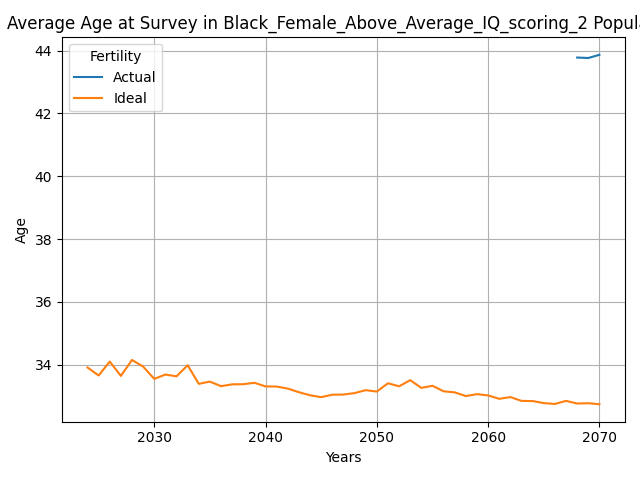 Average Age at Survey in Black_Female_Above_Average_IQ_scoring_2 Popul
Fertility
Actual
Ideal
44
42
40
38
36
34
Age
2030
2040
2050
2060
2070
Years